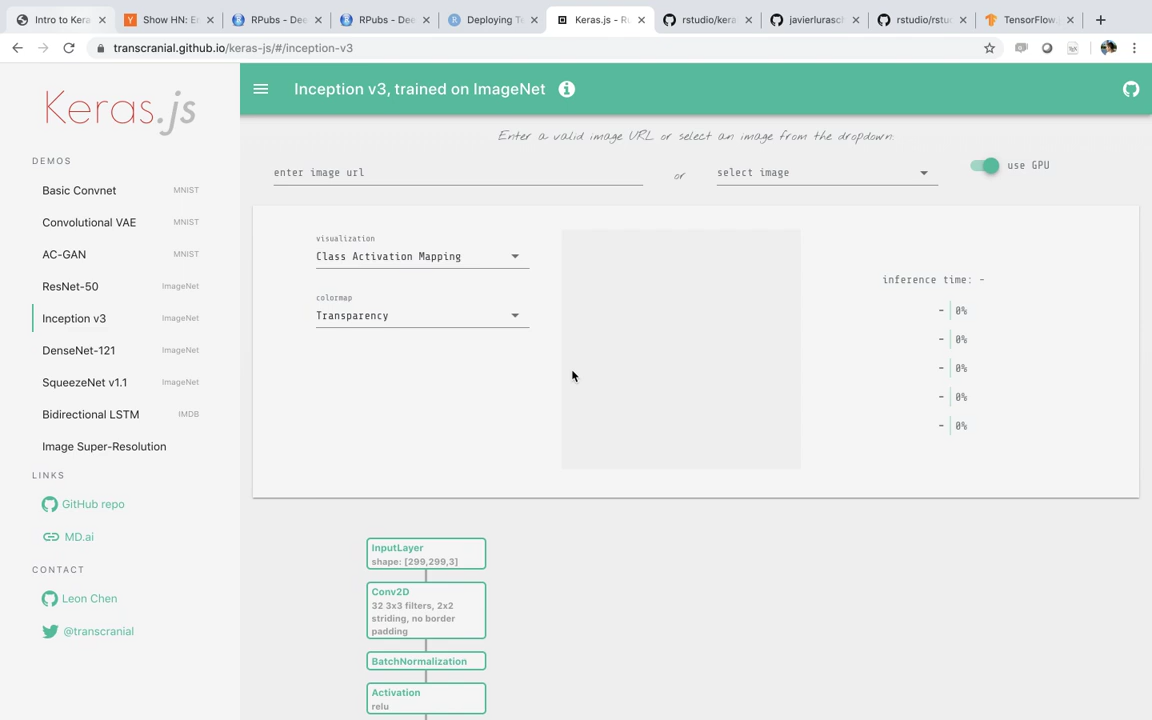 Intro to Kera
Show HN: E
RPubs - Dee
RPubs - Dee
Deploying Te
Keras.js - Ru
rstudio/kera
javierlurasch
rstudio/rstu
TensorFlow.j
transcranial.github.io/keras-js/#/inception-v3
Keras.js
Inception v3, trained on ImageNet
Enter a valid image URL or select an image from the dropdown:
enter image url
or
select image
use GPU
DEMOS
Basic Convnet MNIST
Convolutional VAE MNIST
AC-GAN MNIST
ResNet-50 ImageNet
Inception v3 ImageNet
DenseNet-121 ImageNet
SqueezeNet v1.1 ImageNet
Bidirectional LSTM IMDB
Image Super-Resolution
LINKS
GitHub repo
MD.ai
CONTACT
Leon Chen
@transcranial
visualization
Class Activation Mapping
colormap
Transparency
inference time: -
- 0%
- 0%
- 0%
- 0%
- 0%
InputLayer
shape: [299,299,3]
Conv2D
32 3x3 filters, 2x2
striding, no border
padding
BatchNormalization
Activation
relu